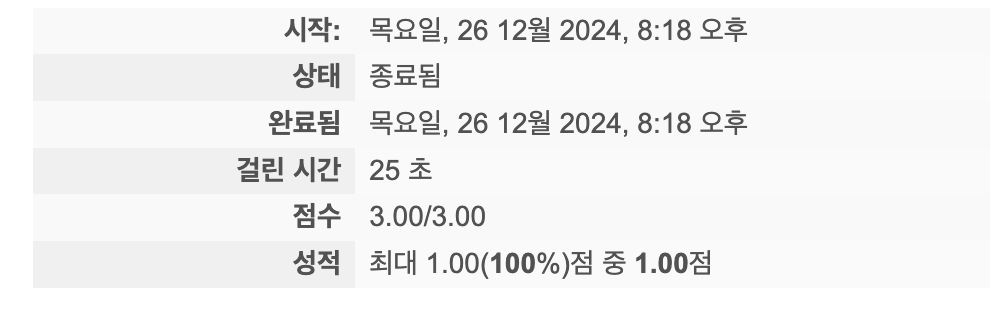 시작: 목요일, 26 12월 2024, 8:18 오후
상태 종료됨
완료됨 목요일, 26 12월 2024, 8:18 오후
걸린 시간 25 초
점수 3.00/3.00
성적 최대 1.00(100%)점 중 1.00점